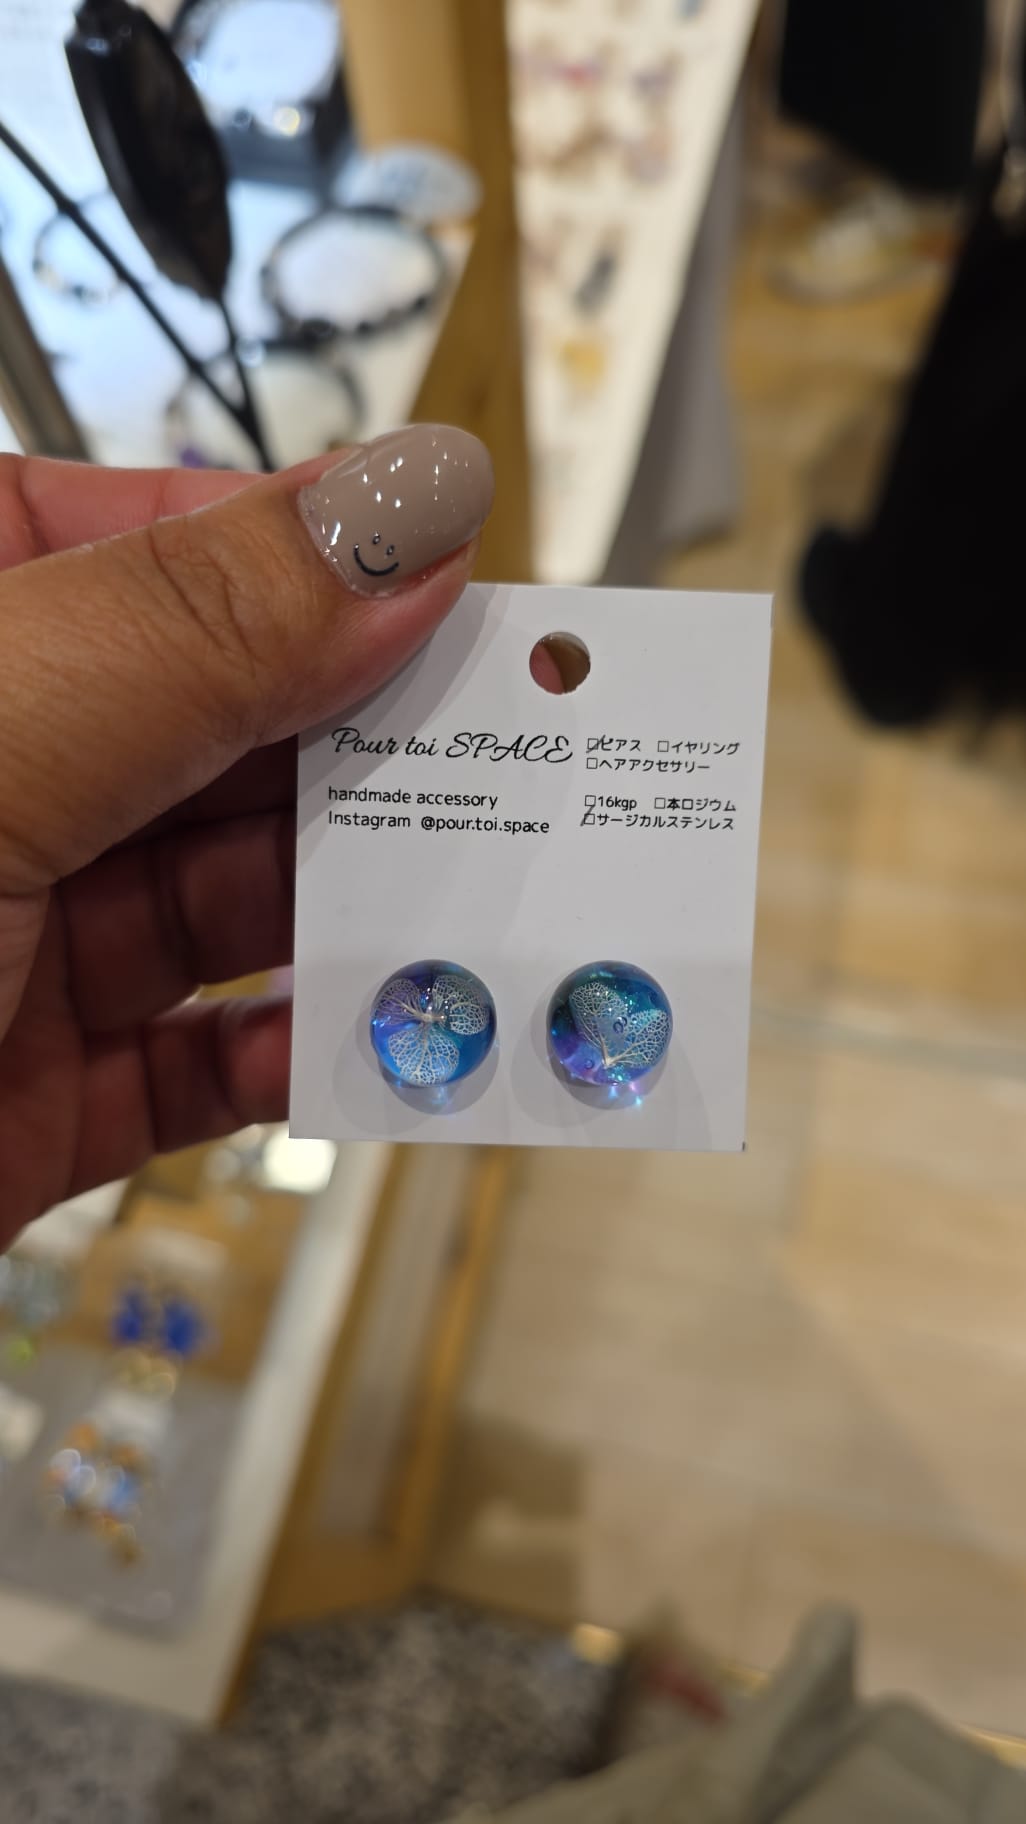 Pour toi SPACE
handmade accessory
Instagram @pour.toi.space
☑ピアス □イヤリング
□ヘアアクセサリー
□16kgp □本ロジウム
☑サージカルステンレス